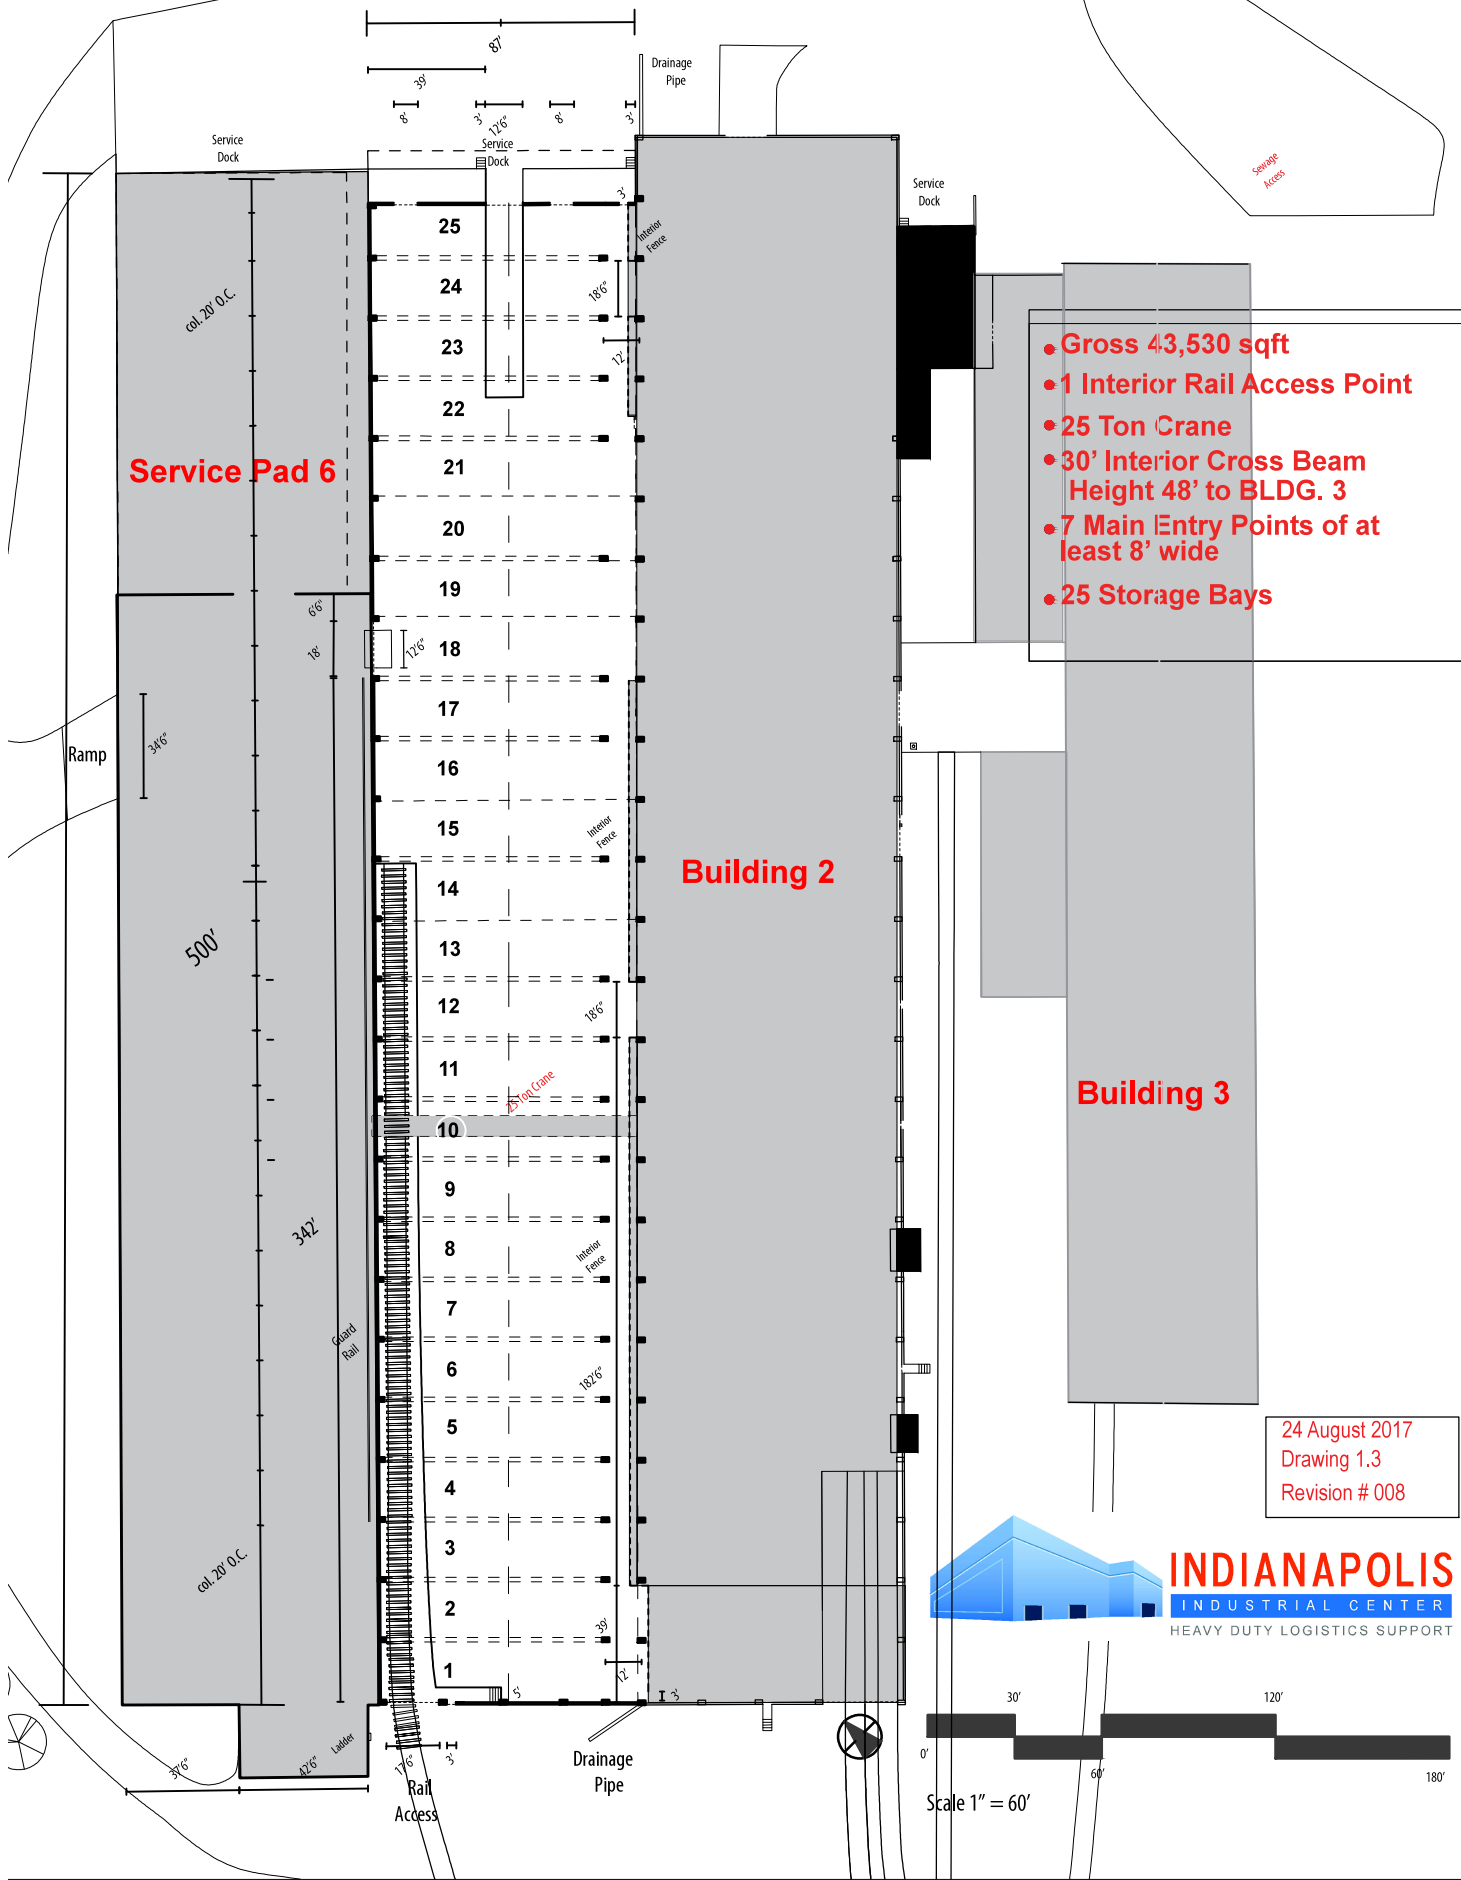 87'
39'
8'
3'
12'6"
8'
3'
Drainage
Pipe
Service
Dock
Service
Dock
Service
Dock
Sewage
Access
3'
Interior
Fence
25
24
23
22
21
20
19
18
17
16
15
14
13
12
11
10
9
8
7
6
5
4
3
2
1
18'6"
12'
col. 20' O.C.
Service Pad 6
• Gross 43,530 sqft
• 1 Interior Rail Access Point
• 25 Ton Crane
• 30' Interior Cross Beam
Height 48' to BLDG. 3
• 7 Main Entry Points of at
least 8' wide
• 25 Storage Bays
6'6"
18'
12'6"
Ramp
34'6"
Interior
Fence
Building 2
500'
18'6"
25 Ton Crane
Building 3
342'
Interior
Fence
Guard
Rail
182'6"
col. 20' O.C.
39'
12'
5'
3'
24 August 2017
Drawing 1.3
Revision # 008
INDIANAPOLIS
INDUSTRIAL CENTER
HEAVY DUTY LOGISTICS SUPPORT
37'6"
42'6"
Ladder
17'6"
3'
Rail
Access
Drainage
Pipe
0'
30'
60'
120'
180'
Scale 1" = 60'